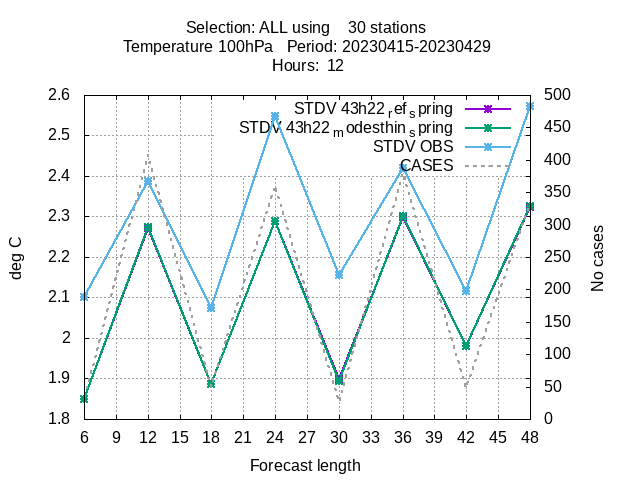 Selection: ALL using    30 stations
Temperature 100hPa   Period: 20230415-20230429
Hours: 12
STDV 43h22 ref spring
STDV 43h22 modesthin spring
STDV OBS
CASES
2.6
2.5
2.4
2.3
2.2
2.1
2
1.9
1.8
deg C
500
450
400
350
300
250
200
150
100
50
0
No cases
6 9 12 15 18 21 24 27 30 33 36 39 42 45 48
Forecast length